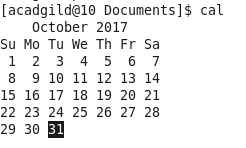 [acadgild@10 Documents]$ cal
    October 2017
Su Mo Tu We Th Fr Sa
 1  2  3  4  5  6  7
 8  9 10 11 12 13 14
15 16 17 18 19 20 21
22 23 24 25 26 27 28
29 30 31